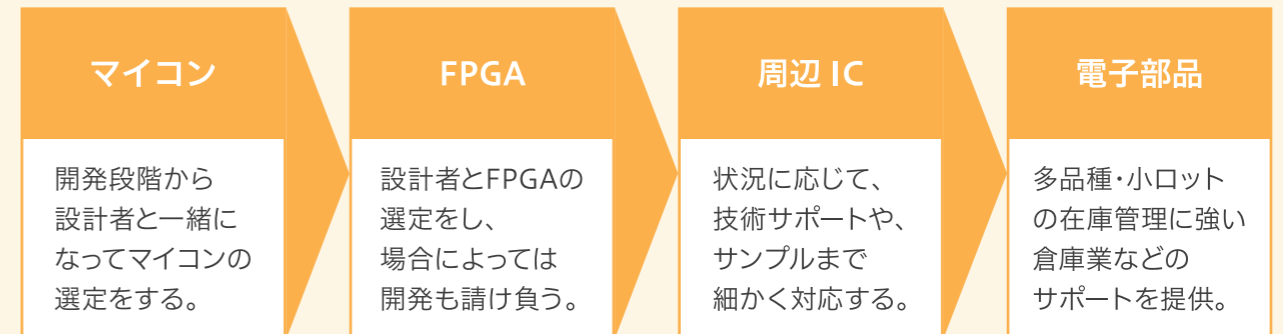 マイコン
開発段階から
設計者と一緒に
なってマイコンの
選定をする。
FPGA
設計者とFPGAの
選定をし、
場合によっては
開発も請け負う。
周辺 IC
状況に応じて、
技術サポートや、
サンプルまで
細かく対応する。
電子部品
多品種・小ロット
の在庫管理に強い
倉庫業などの
サポートを提供。